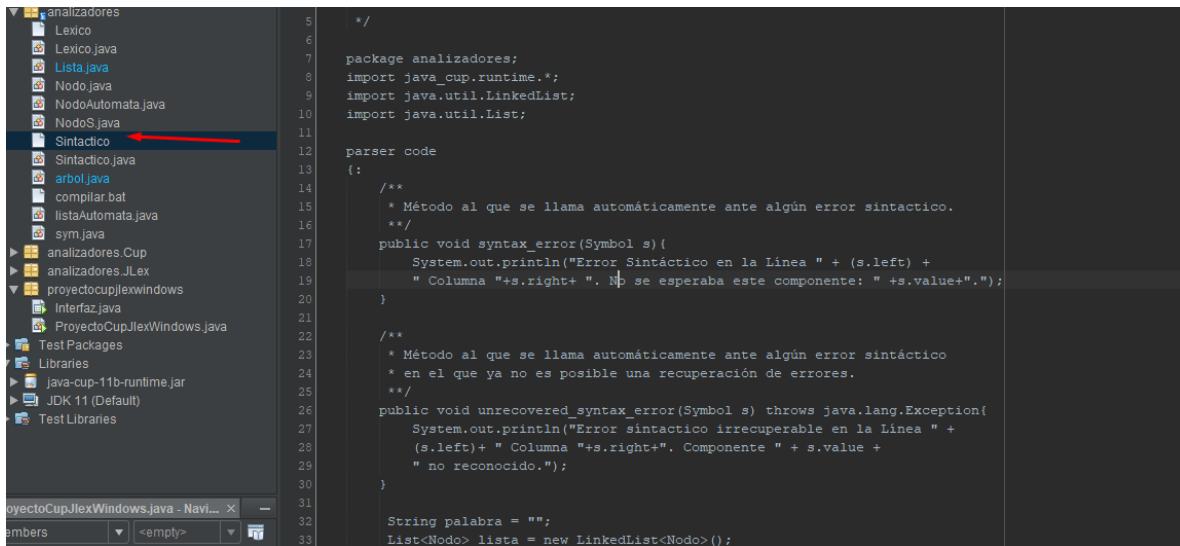 analizadores
Lexico
Lexico.java
Lista.java
Nodo.java
NodoAutomata.java
NodoS.java
Sintactico
Sintactico.java
arbol.java
compilar.bat
listaAutomata.java
sym.java
analizadores.Cup
analizadores.JLex
proyectocupjlexwindows
Interfaz.java
ProyectoCupJlexWindows.java
Test Packages
Libraries
java-cup-11b-runtime.jar
JDK 11 (Default)
Test Libraries
oyectoCupJlexWindows.java - Navi... ×
embers
<empty>
5 */
6
7 package analizadores;
8 import java_cup.runtime.*;
9 import java.util.LinkedList;
10 import java.util.List;
11
12 parser code
13 {:
14 /**
15 * Método al que se llama automáticamente ante algún error sintactico.
16 **/
17 public void syntax_error(Symbol s){
18 System.out.println("Error Sintáctico en la Línea " + (s.left) +
19 " Columna "+s.right+ ". No se esperaba este componente: " +s.value+".");
20 }
21
22 /**
23 * Método al que se llama automáticamente ante algún error sintáctico
24 * en el que ya no es posible una recuperación de errores.
25 **/
26 public void unrecovered_syntax_error(Symbol s) throws java.lang.Exception{
27 System.out.println("Error síntactico irrecuperable en la Línea " +
28 (s.left)+ " Columna "+s.right+". Componente " + s.value +
29 " no reconocido.");
30 }
31
32 String palabra = "";
33 List<Nodo> lista = new LinkedList<Nodo>();